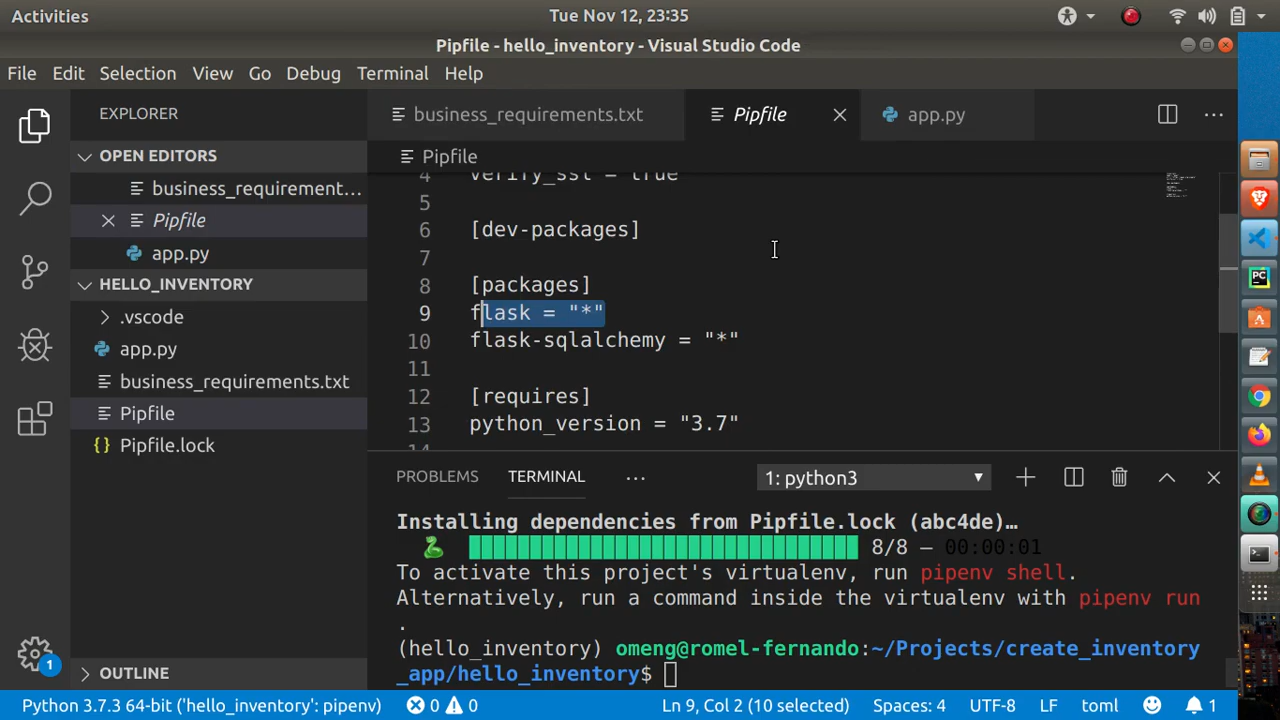 Activities
Tue Nov 12, 23:35
Pipfile - hello_inventory - Visual Studio Code
File Edit Selection View Go Debug Terminal Help
EXPLORER
OPEN EDITORS
business_requirement...
Pipfile
app.py
HELLO_INVENTORY
.vscode
app.py
business_requirements.txt
Pipfile
Pipfile.lock
OUTLINE
business_requirements.txt
Pipfile
app.py
Pipfile
4 verify_ssl = true
5
6 [dev-packages]
7
8 [packages]
9 flask = "*"
10 flask-sqlalchemy = "*"
11
12 [requires]
13 python_version = "3.7"
14
PROBLEMS TERMINAL ... 1: python3
Installing dependencies from Pipfile.lock (abc4de)…
8/8 — 00:00:01
To activate this project's virtualenv, run pipenv shell.
Alternatively, run a command inside the virtualenv with pipenv run
.
(hello_inventory) omeng@romel-fernando:~/Projects/create_inventory
_app/hello_inventory$
1
Python 3.7.3 64-bit ('hello_inventory': pipenv) 0 0 Ln 9, Col 2 (10 selected) Spaces: 4 UTF-8 LF toml 1